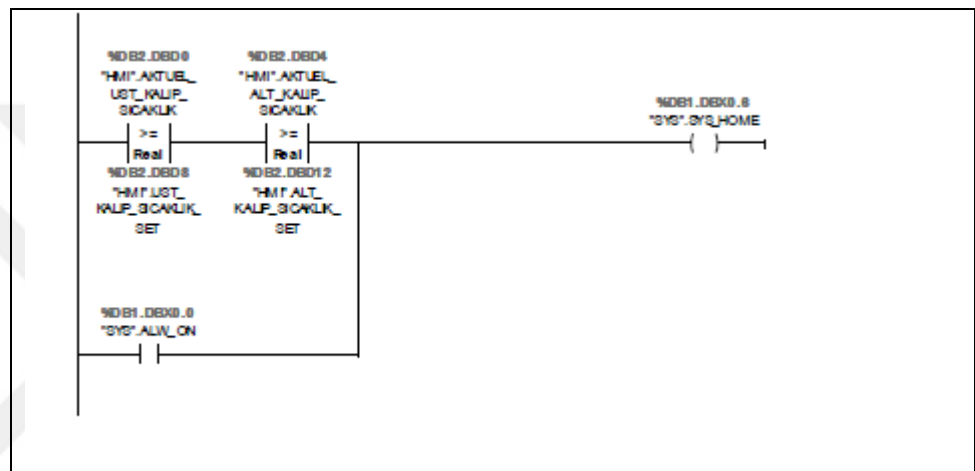 %DB2.DBD0 %DB2.DBD4
"HMI".AKTUEL_ "HMI".AKTUEL_
UST_KALIP_ ALT_KALIP_
SICAKLIK SICAKLIK
%DB1.DBX0.6
"SYS".SYS_HOME
>= >=
( )
Real Real
%DB2.DBD8 %DB2.DBD12
"HMI".UST_ "HMI".ALT_
KALIP_SICAKLIK_ KALIP_SICAKLIK_
SET SET
%DB1.DBX0.0
"SYS".ALW_ON